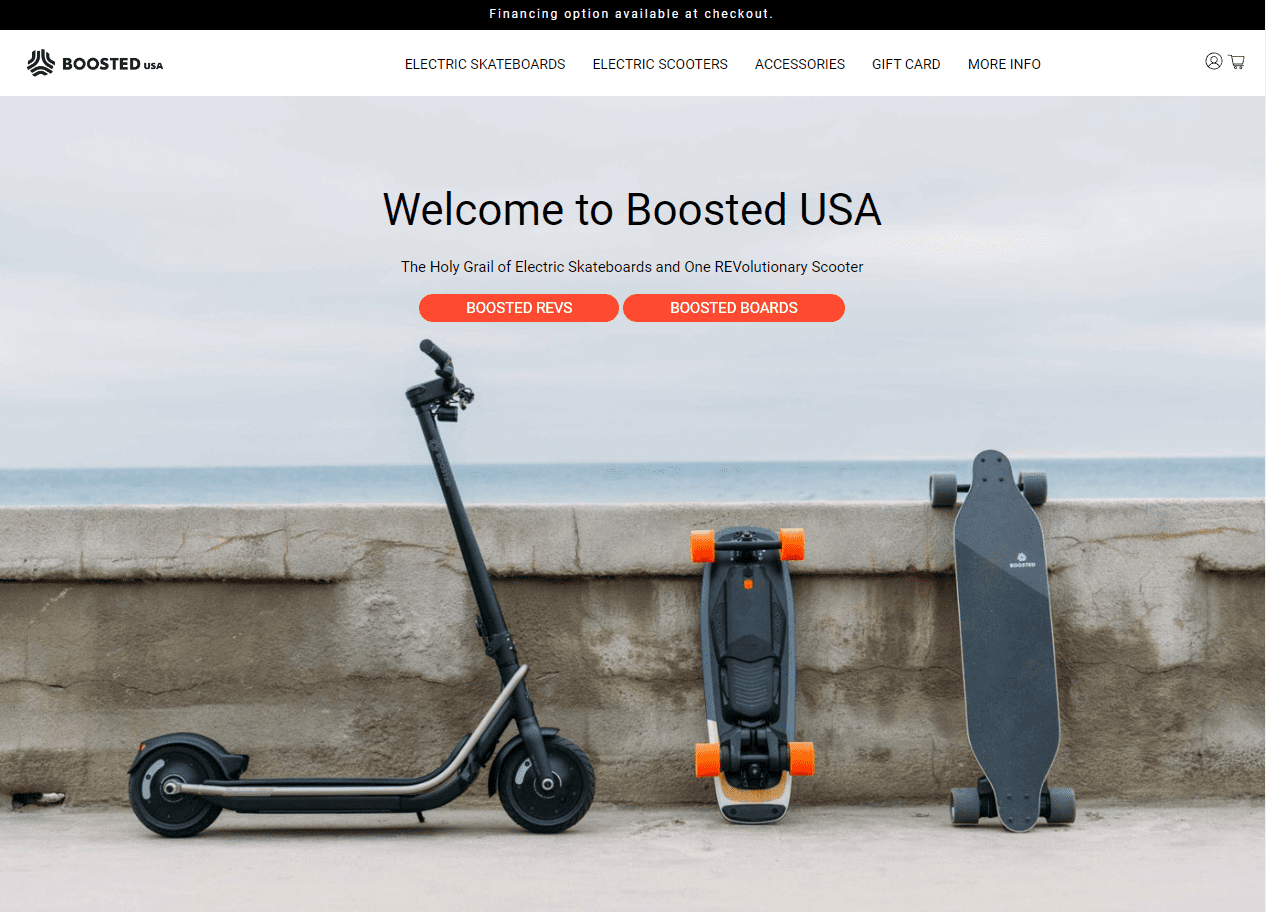 Financing option available at checkout.
BOOSTED USA
ELECTRIC SKATEBOARDS
ELECTRIC SCOOTERS
ACCESSORIES
GIFT CARD
MORE INFO
Welcome to Boosted USA
The Holy Grail of Electric Skateboards and One REVolutionary Scooter
BOOSTED REVS
BOOSTED BOARDS
BOOSTED
BOOSTED